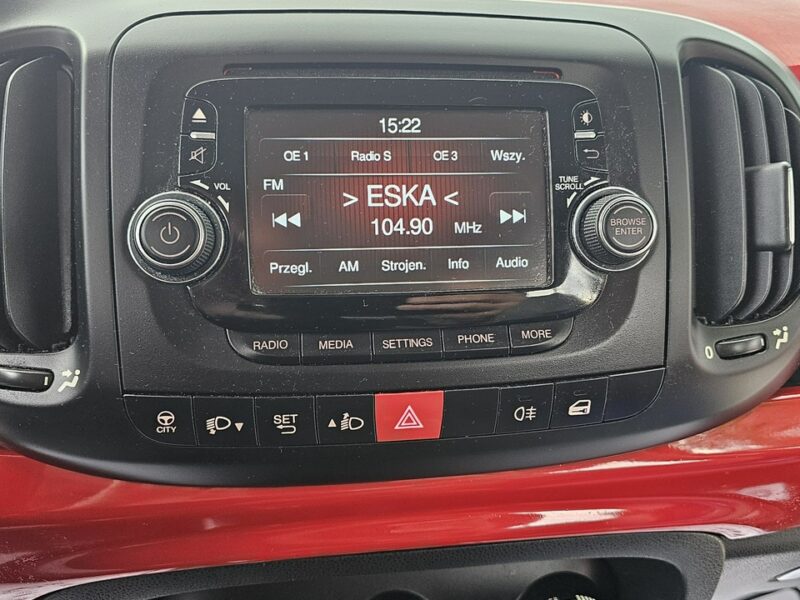 15:22
OE 1 Radio S OE 3 Wszy.
FM
> ESKA <
104.90 MHz
Przegl. AM Strojen. Info Audio
VOL
TUNE
SCROLL
BROWSE
ENTER
RADIO MEDIA SETTINGS PHONE MORE
CITY
SET
0
I